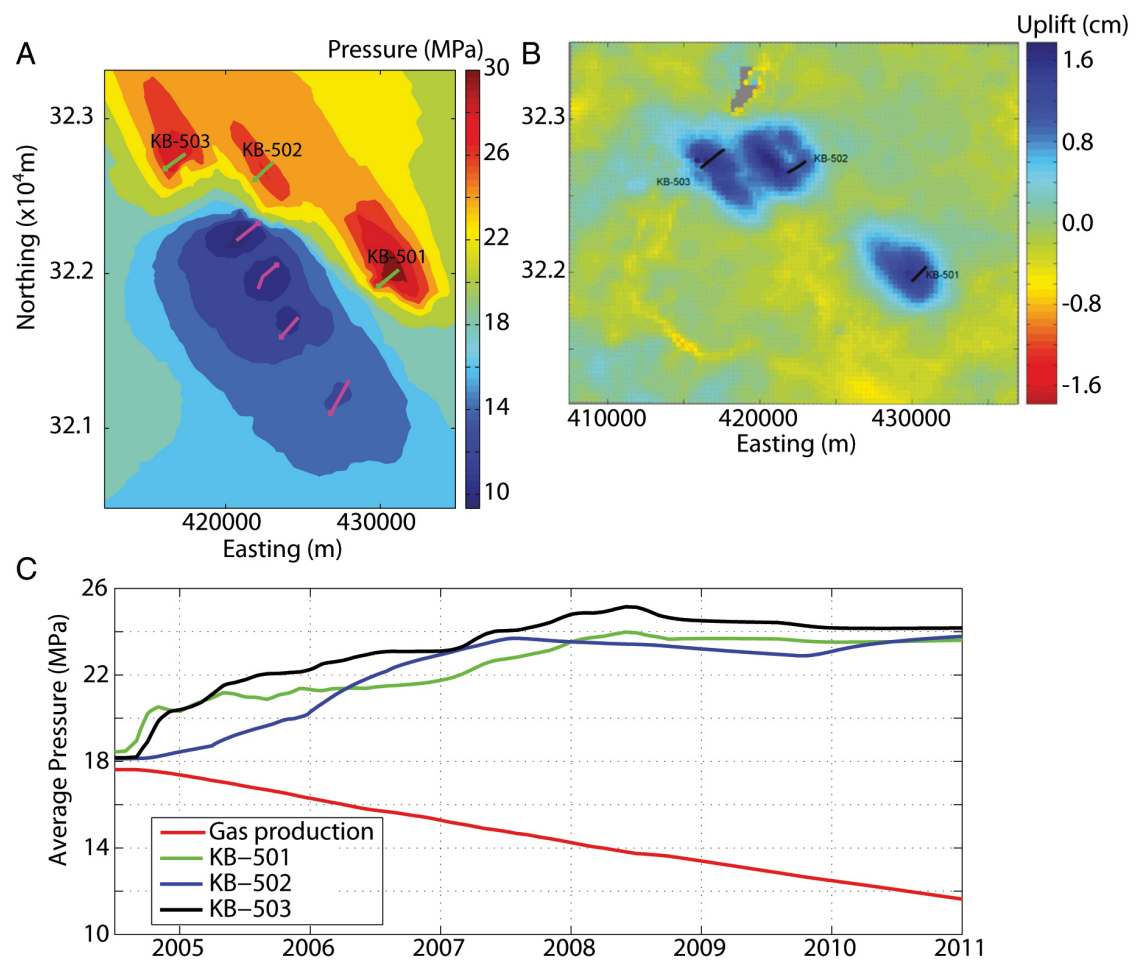 A
Pressure (MPa)
30
26
22
18
14
10
KB-503
KB-502
KB-501
32.3
32.2
32.1
Northing (x10⁴m)
420000
430000
Easting (m)
B
Uplift (cm)
1.6
0.8
0.0
-0.8
-1.6
32.3
32.2
KB-503
KB-502
KB-501
410000
420000
430000
Easting (m)
C
26
22
18
14
10
Average Pressure (MPa)
Gas production
KB−501
KB−502
KB−503
2005
2006
2007
2008
2009
2010
2011